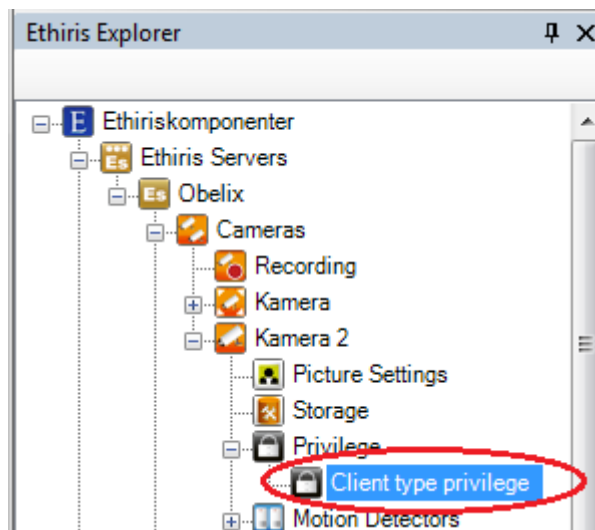 Ethiris Explorer
Ethiriskomponenter
Ethiris Servers
Obelix
Cameras
Recording
Kamera
Kamera 2
Picture Settings
Storage
Privilege
Client type privilege
Motion Detectors